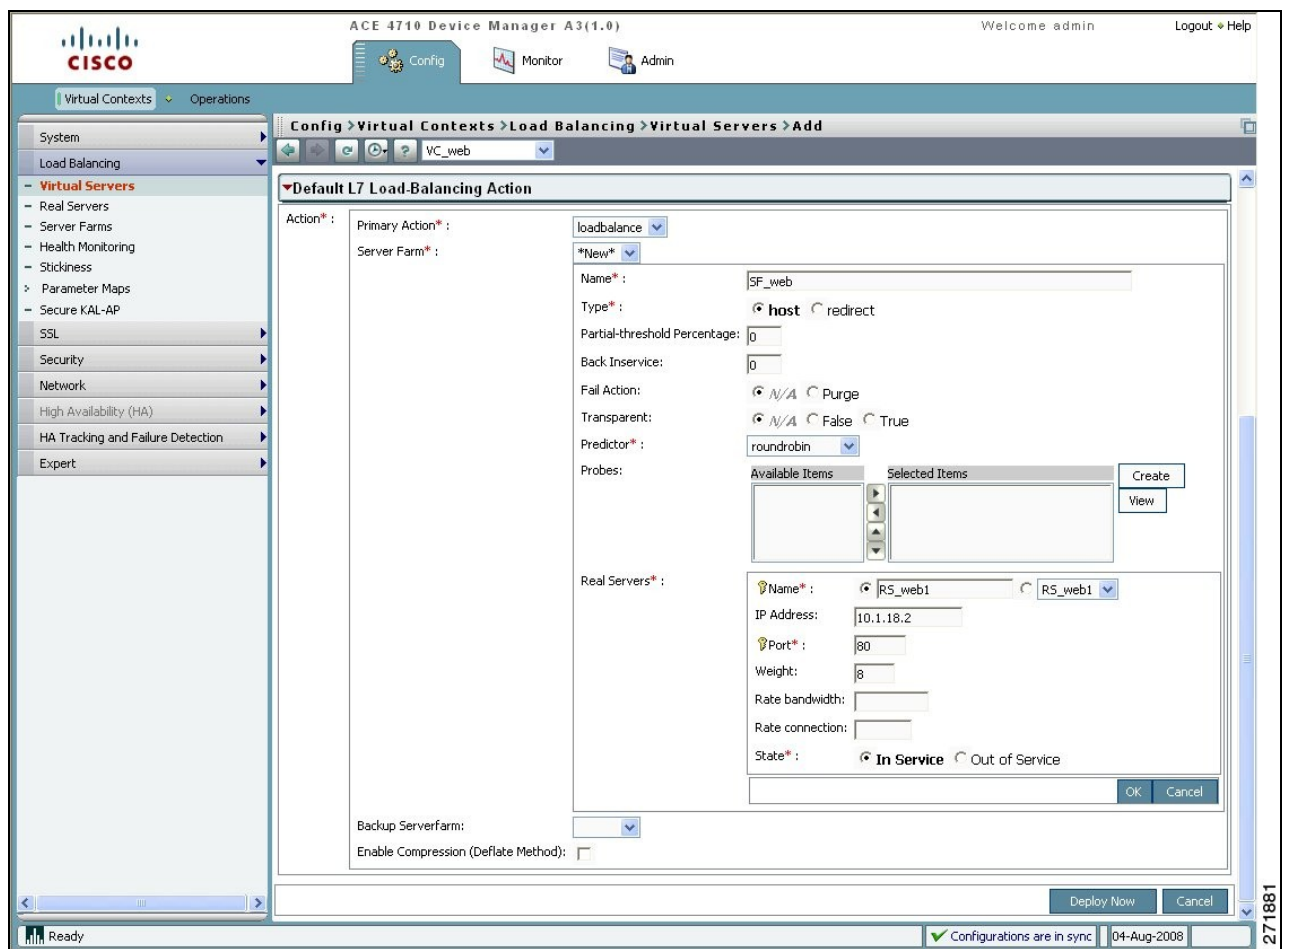 ACE 4710 Device Manager A3(1.0)
Welcome admin
Logout Help
CISCO
Config
Monitor
Admin
Virtual Contexts
Operations
System
Load Balancing
Virtual Servers
Real Servers
Server Farms
Health Monitoring
Stickiness
Parameter Maps
Secure KAL-AP
SSL
Security
Network
High Availability (HA)
HA Tracking and Failure Detection
Expert
Config >Virtual Contexts >Load Balancing >Virtual Servers >Add
VC_web
Default L7 Load-Balancing Action
Action* :
Primary Action* : loadbalance
Server Farm* : *New*
Name* : SF_web
Type* : host redirect
Partial-threshold Percentage: 0
Back Inservice: 0
Fail Action: N/A Purge
Transparent: N/A False True
Predictor* : roundrobin
Probes: Available Items Selected Items
Create
View
Real Servers* :
Name* : RS_web1 RS_web1
IP Address: 10.1.18.2
Port* : 80
Weight: 8
Rate bandwidth:
Rate connection:
State* : In Service Out of Service
OK Cancel
Backup Serverfarm:
Enable Compression (Deflate Method):
Deploy Now Cancel
Ready
Configurations are in sync 04-Aug-2008
271881